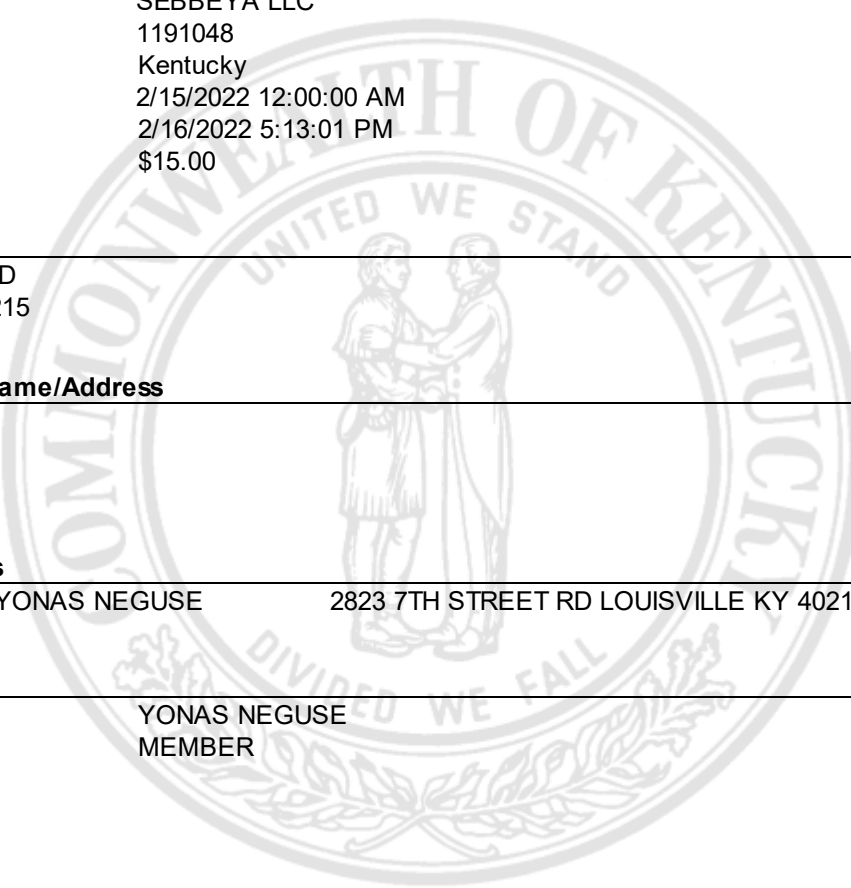 SEBBEYA LLC
1191048
Kentucky
2/15/2022 12:00:00 AM
2/16/2022 5:13:01 PM
$15.00
D
215
ame/Address
s
YONAS NEGUSE 2823 7TH STREET RD LOUISVILLE KY 4021
YONAS NEGUSE
MEMBER
COMMONWEALTH OF KENTUCKY
UNITED WE STAND
DIVIDED WE FALL